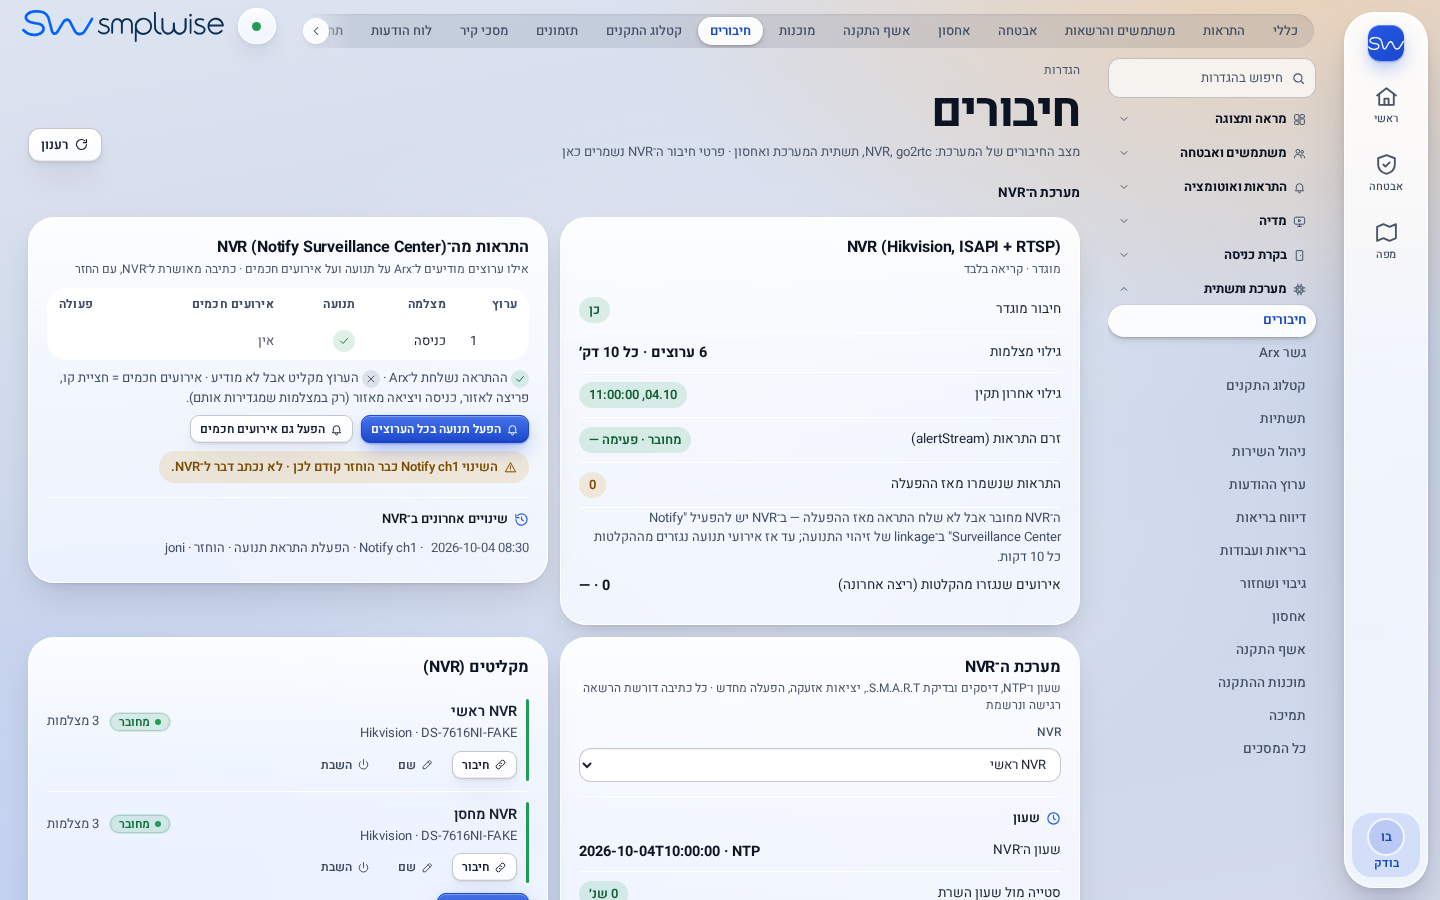 smplwise
כללי
התראות
משתמשים והרשאות
אבטחה
אחסון
אשף התקנה
מוכנות
חיבורים
קטלוג התקנים
תזמונים
מסכי קיר
לוח הודעות
ראשי
אבטחה
מפה
בו
בודק
חיפוש בהגדרות
מראה ותצוגה
משתמשים ואבטחה
התראות ואוטומציה
מדיה
בקרת כניסה
מערכת ותשתית
חיבורים
גשר Arx
קטלוג התקנים
תשתיות
ניהול השירות
ערוץ ההודעות
דיווח בריאות
בריאות ועבודות
גיבוי ושחזור
אחסון
אשף התקנה
מוכנות ההתקנה
תמיכה
כל המסכים
הגדרות
חיבורים
מצב החיבורים של המערכת: NVR, go2rtc, תשתית המערכת ואחסון · פרטי חיבור ה־NVR נשמרים כאן
רענון
מערכת ה־NVR
NVR (Hikvision, ISAPI + RTSP)
מוגדר · קריאה בלבד
חיבור מוגדר
כן
גילוי מצלמות
6 ערוצים · כל 10 דק׳
גילוי אחרון תקין
04.10, 11:00:00
זרם התראות (alertStream)
מחובר · פעימה —
התראות שנשמרו מאז ההפעלה
0
ה־NVR מחובר אבל לא שלח התראה מאז ההפעלה — ב־NVR יש להפעיל "Notify
Surveillance Center" ב־linkage של זיהוי התנועה; עד אז אירועי תנועה נגזרים מההקלטות
כל 10 דקות.
אירועים שנגזרו מהקלטות (ריצה אחרונה)
0 · —
התראות מה־NVR (Notify Surveillance Center)
אילו ערוצים מודיעים ל־Arx על תנועה ועל אירועים חכמים · כתיבה מאושרת ל־NVR, עם החזר
ערוץ
מצלמה
תנועה
אירועים חכמים
פעולה
1
כניסה
אין
ההתראה נשלחת ל־Arx · הערוץ מקליט אבל לא מודיע · אירועים חכמים = חציית קו,
פריצה לאזור, כניסה ויציאה מאזור (רק במצלמות שמגדירות אותם).
הפעל תנועה בכל הערוצים
הפעל גם אירועים חכמים
השינוי Notify ch1 כבר הוחזר קודם לכן · לא נכתב דבר ל־NVR.
שינויים אחרונים ב־NVR
2026-10-04 08:30 · Notify ch1 · הפעלת התראת תנועה · הוחזר · joni
מערכת ה־NVR
שעון ו־NTP, דיסקים ובדיקת S.M.A.R.T., יציאות אזעקה, הפעלה מחדש · כל כתיבה דורשת הרשאה
רגישה ונרשמת
NVR
NVR ראשי
שעון
שעון ה־NVR
2026-10-04T10:00:00 · NTP
סטייה מול שעון השרת
0 שנ׳
מקליטים (NVR)
NVR ראשי
Hikvision · DS-7616NI-FAKE
מחובר
3 מצלמות
חיבור
שם
השבת
NVR מחסן
Hikvision · DS-7616NI-FAKE
מחובר
3 מצלמות
חיבור
שם
השבת